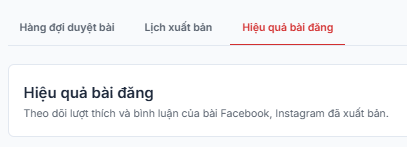 Hàng đợi duyệt bài
Lịch xuất bản
Hiệu quả bài đăng
Hiệu quả bài đăng
Theo dõi lượt thích và bình luận của bài Facebook, Instagram đã xuất bản.